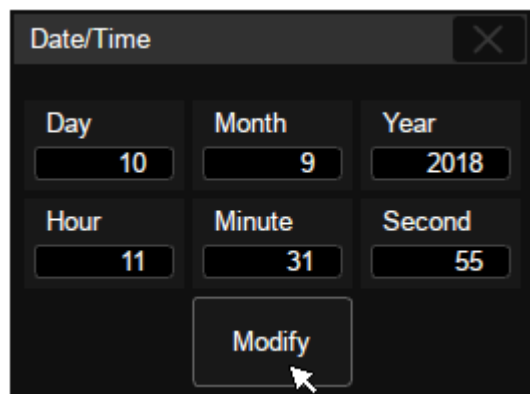 Date/Time
Day Month Year
10 9 2018
Hour Minute Second
11 31 55
Modify